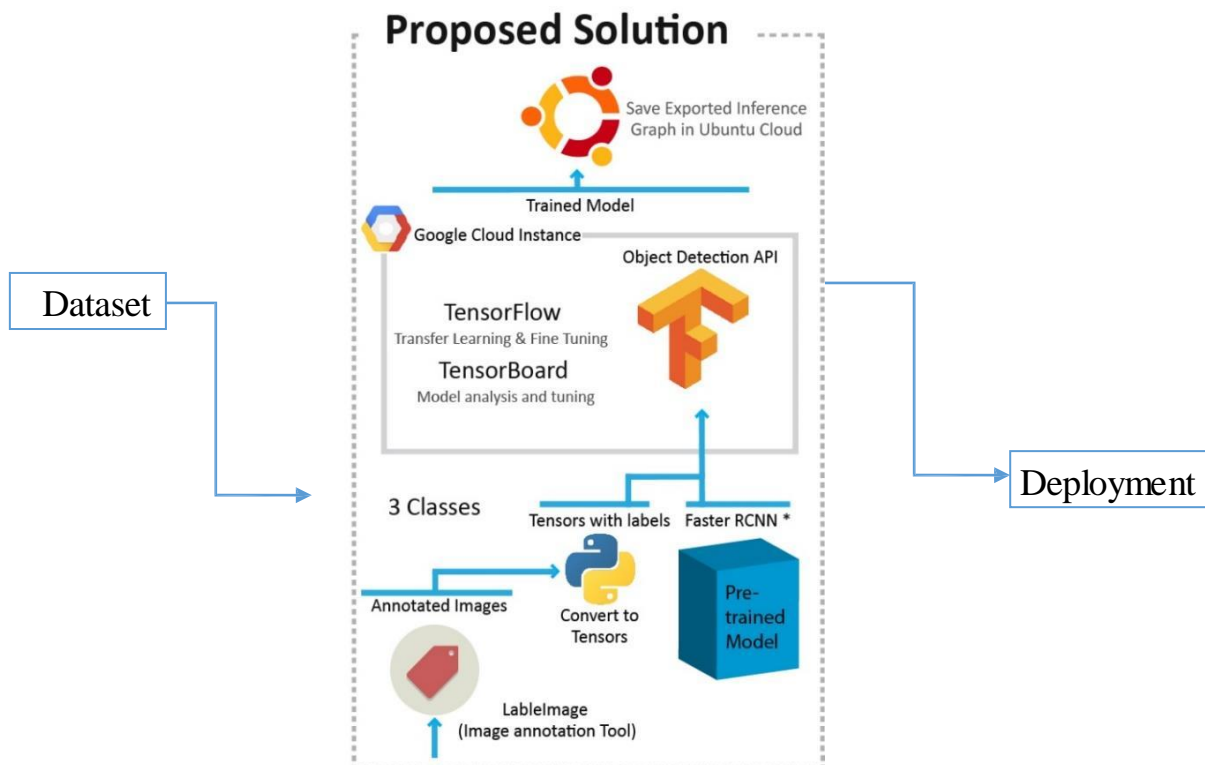 Proposed Solution
Save Exported Inference
Graph in Ubuntu Cloud
Trained Model
Google Cloud Instance
Object Detection API
Dataset
TensorFlow
Transfer Learning & Fine Tuning
TensorBoard
Model analysis and tuning
Deployment
3 Classes
Tensors with labels
Faster RCNN *
Annotated Images
Convert to
Tensors
Pre-
trained
Model
LableImage
(Image annotation Tool)